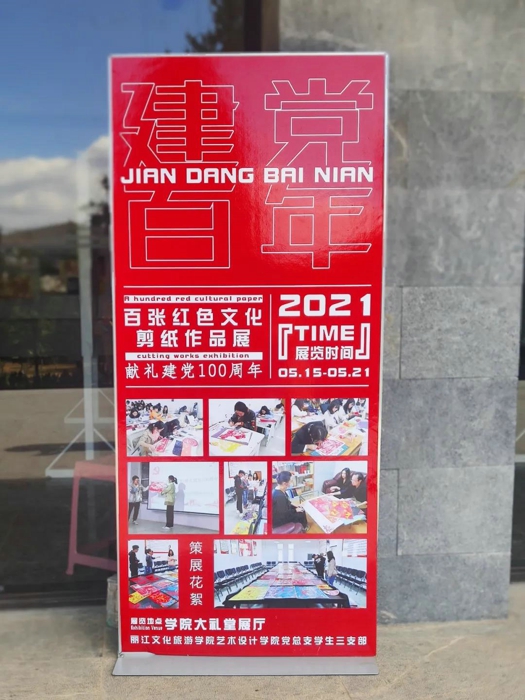 建党
JIAN DANG BAI NIAN
百年
A hundred red cultural paper
百张红色文化
剪纸作品展
cutting works exhibition
献礼建党100周年
2021
『TIME』
展览时间
05.15-05.21
策展花絮
展览地点
Exhibition Venue
学院大礼堂展厅
丽江文化旅游学院艺术设计学院党总支学生三支部